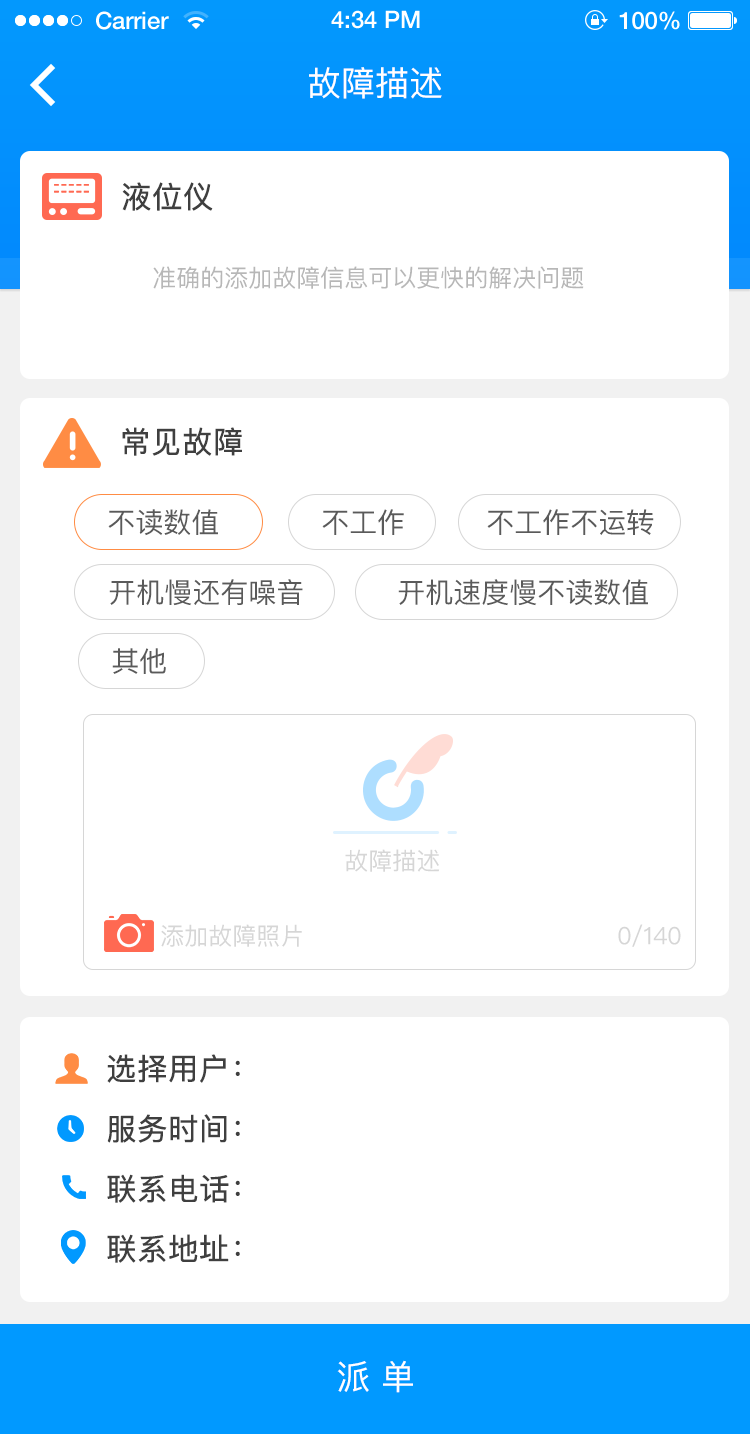 Carrier 4:34 PM 100%
故障描述
液位仪
准确的添加故障信息可以更快的解决问题
常见故障
不读数值 不工作 不工作不运转
开机慢还有噪音 开机速度慢不读数值
其他
故障描述
添加故障照片 0/140
选择用户：
服务时间：
联系电话：
联系地址：
派单